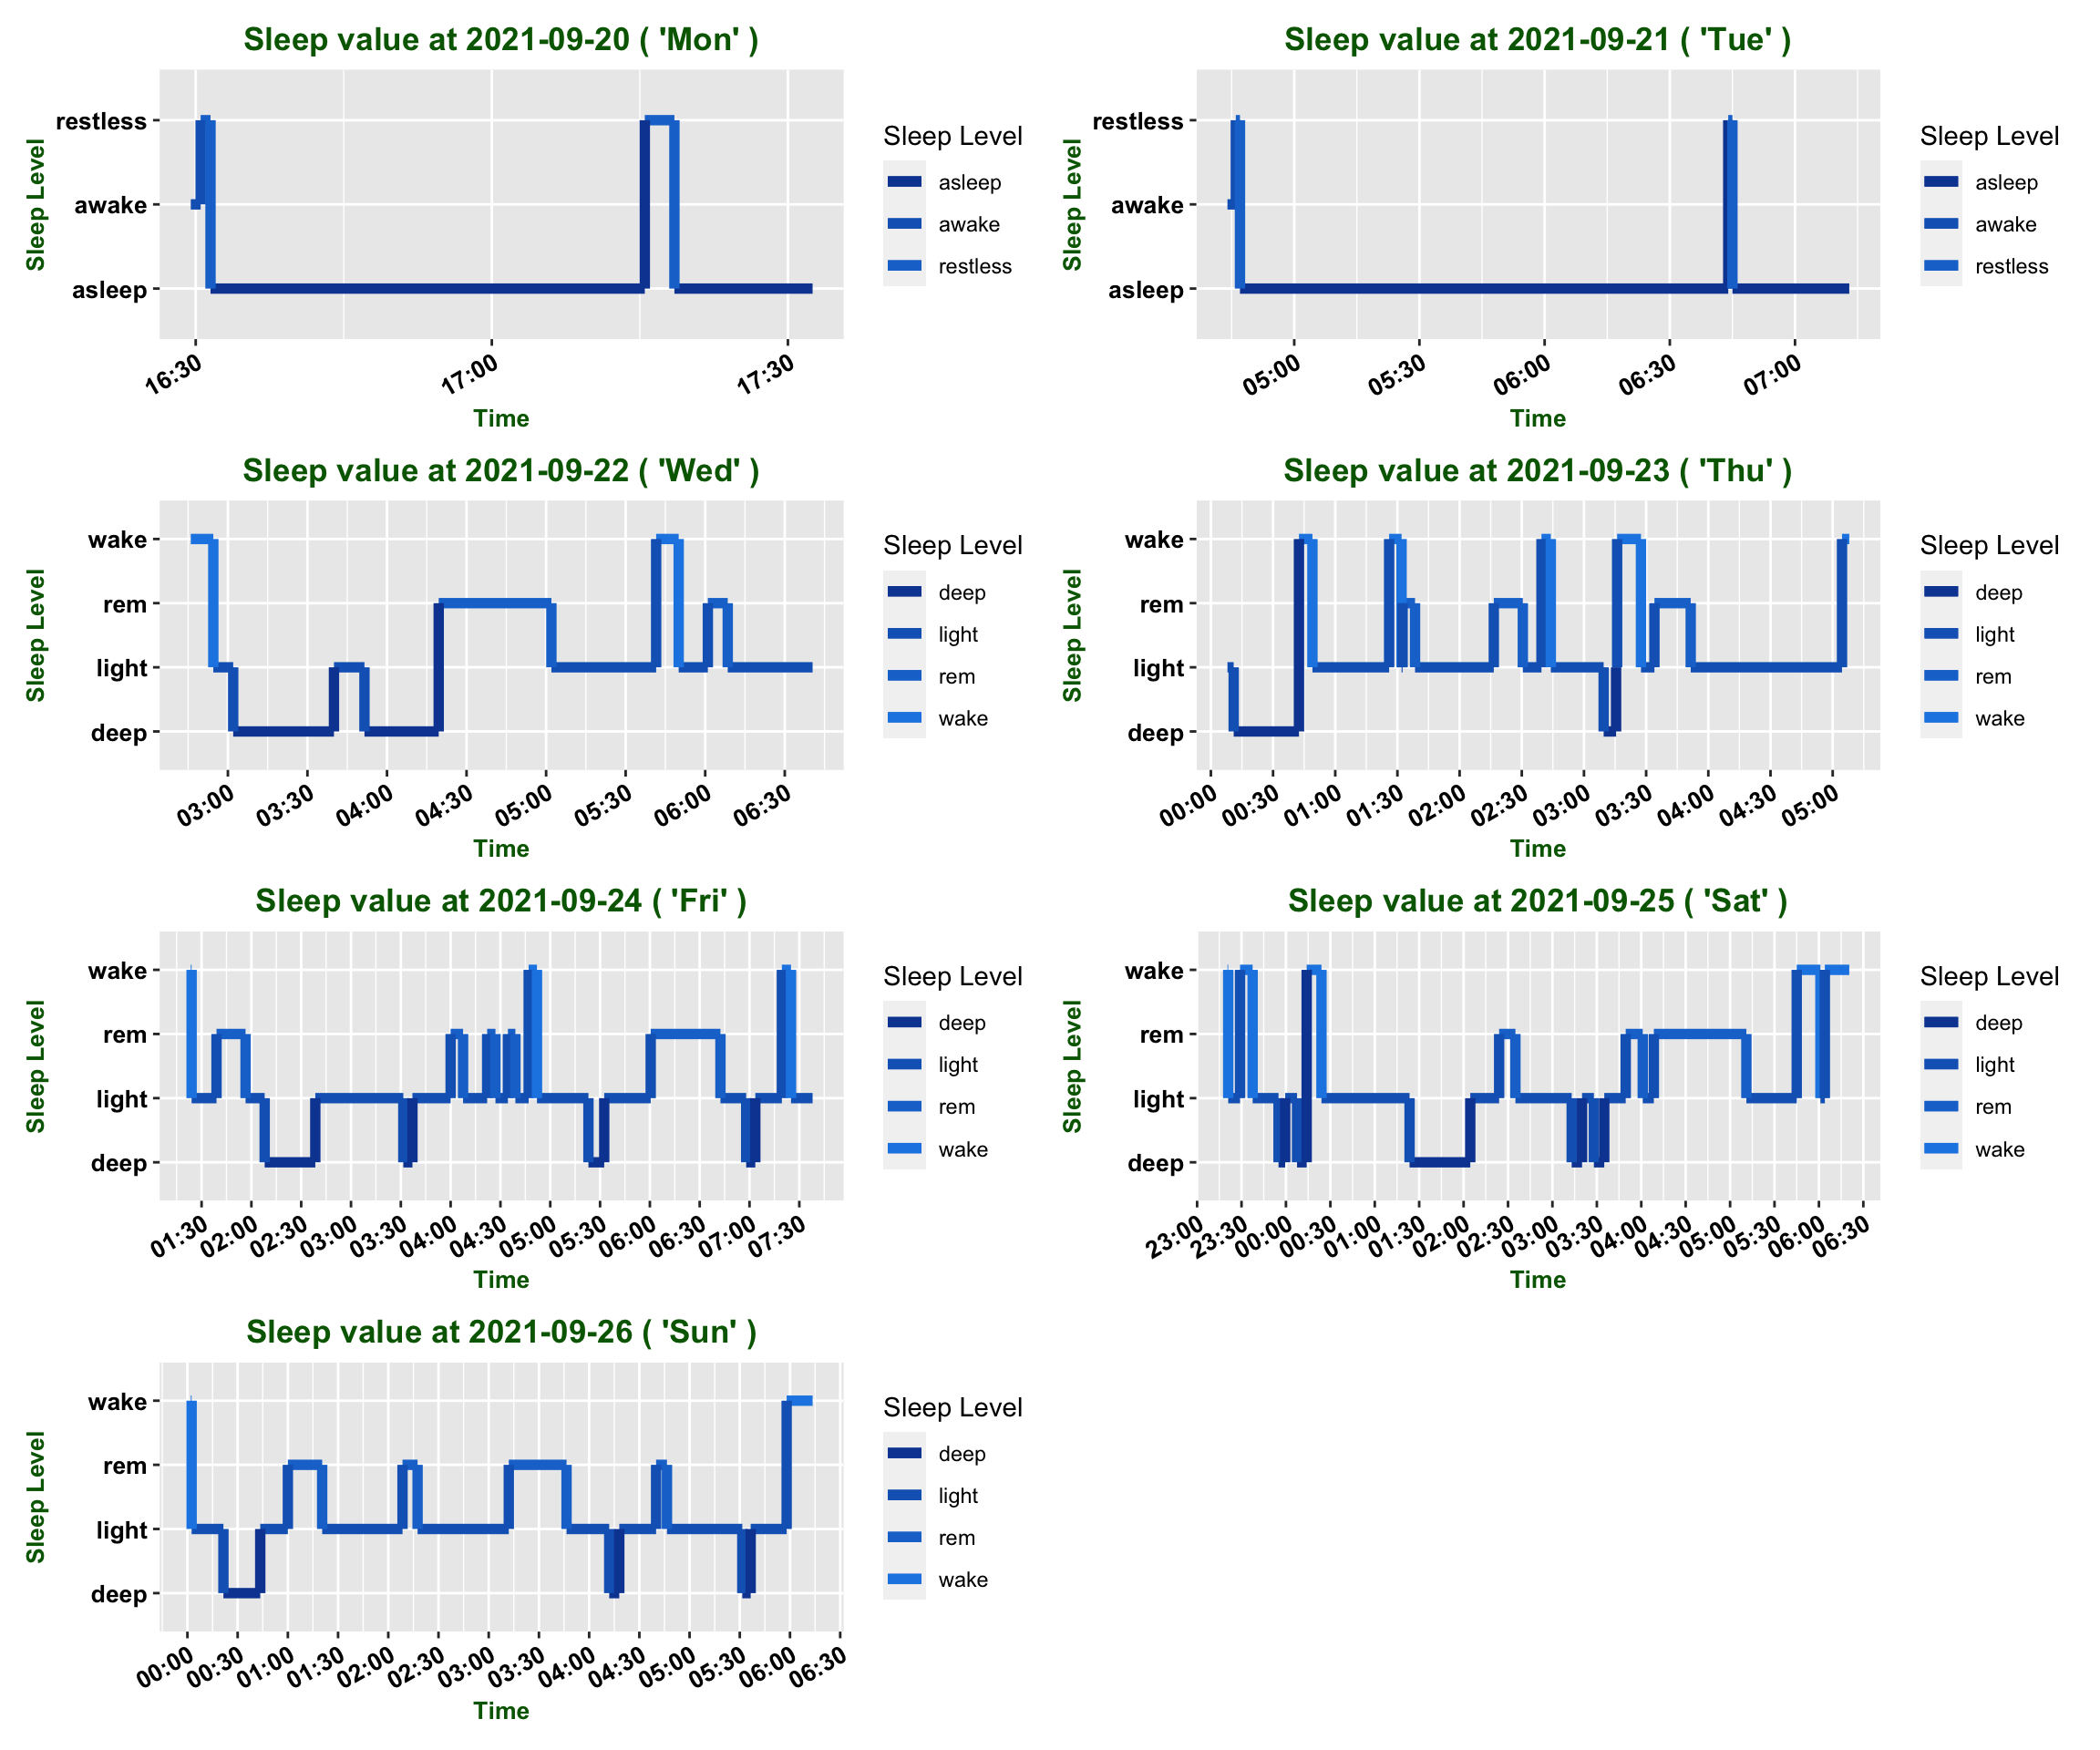 Sleep value at 2021-09-20 ( 'Mon' )
Sleep Level
restless
awake
asleep
16:30
17:00
17:30
Time
Sleep Level
asleep
awake
restless
Sleep value at 2021-09-21 ( 'Tue' )
Sleep Level
restless
awake
asleep
05:00
05:30
06:00
06:30
07:00
Time
Sleep Level
asleep
awake
restless
Sleep value at 2021-09-22 ( 'Wed' )
Sleep Level
wake
rem
light
deep
03:00
03:30
04:00
04:30
05:00
05:30
06:00
06:30
Time
Sleep Level
deep
light
rem
wake
Sleep value at 2021-09-23 ( 'Thu' )
Sleep Level
wake
rem
light
deep
00:00
00:30
01:00
01:30
02:00
02:30
03:00
03:30
04:00
04:30
05:00
Time
Sleep Level
deep
light
rem
wake
Sleep value at 2021-09-24 ( 'Fri' )
Sleep Level
wake
rem
light
deep
01:30
02:00
02:30
03:00
03:30
04:00
04:30
05:00
05:30
06:00
06:30
07:00
07:30
Time
Sleep Level
deep
light
rem
wake
Sleep value at 2021-09-25 ( 'Sat' )
Sleep Level
wake
rem
light
deep
23:00
23:30
00:00
00:30
01:00
01:30
02:00
02:30
03:00
03:30
04:00
04:30
05:00
05:30
06:00
06:30
Time
Sleep Level
deep
light
rem
wake
Sleep value at 2021-09-26 ( 'Sun' )
Sleep Level
wake
rem
light
deep
00:00
00:30
01:00
01:30
02:00
02:30
03:00
03:30
04:00
04:30
05:00
05:30
06:00
06:30
Time
Sleep Level
deep
light
rem
wake